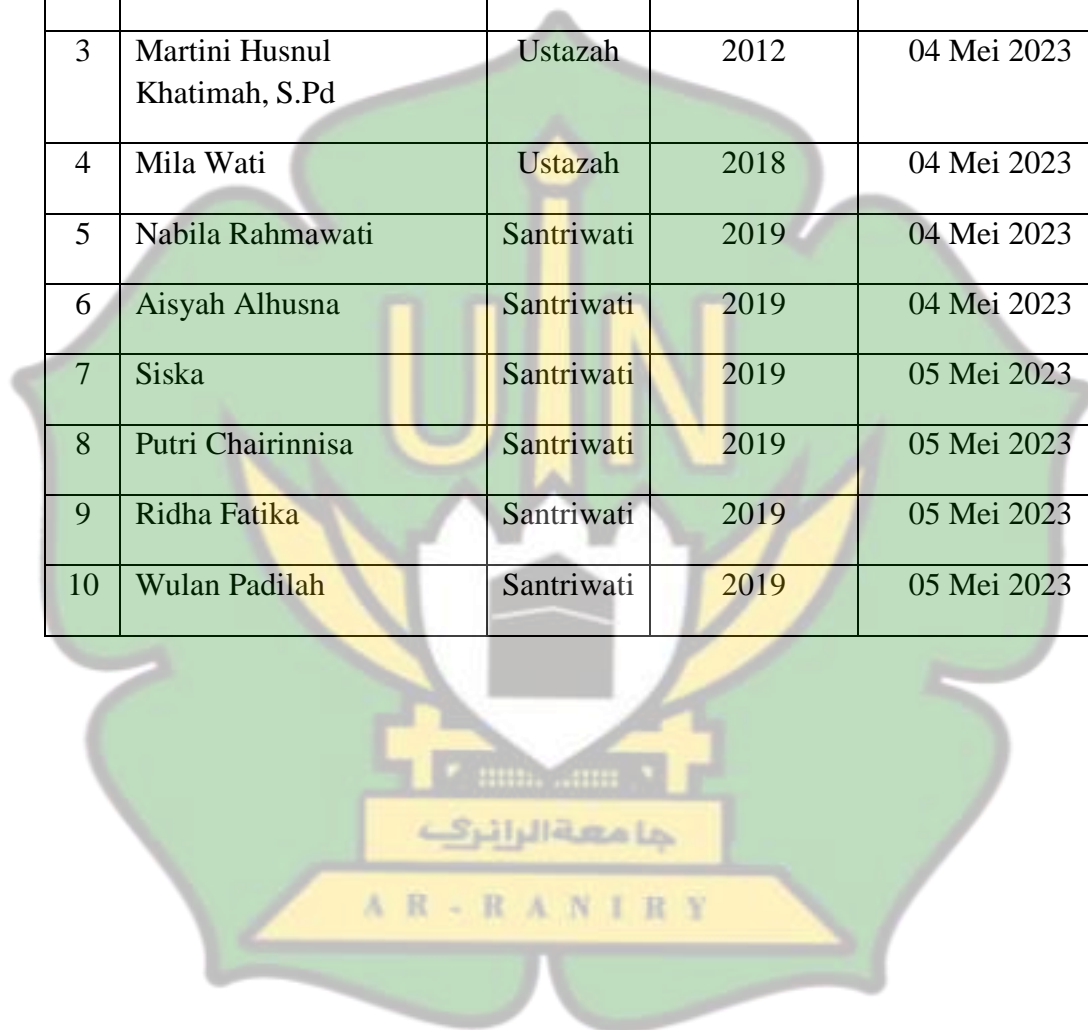 3 Martini Husnul Ustazah 2012 04 Mei 2023
Khatimah, S.Pd
4 Mila Wati Ustazah 2018 04 Mei 2023
5 Nabila Rahmawati Santriwati 2019 04 Mei 2023
6 Aisyah Alhusna Santriwati 2019 04 Mei 2023
7 Siska Santriwati 2019 05 Mei 2023
8 Putri Chairinnisa Santriwati 2019 05 Mei 2023
9 Ridha Fatika Santriwati 2019 05 Mei 2023
10 Wulan Padilah Santriwati 2019 05 Mei 2023
UIN
جامعة الرانري
AR-RANIRY